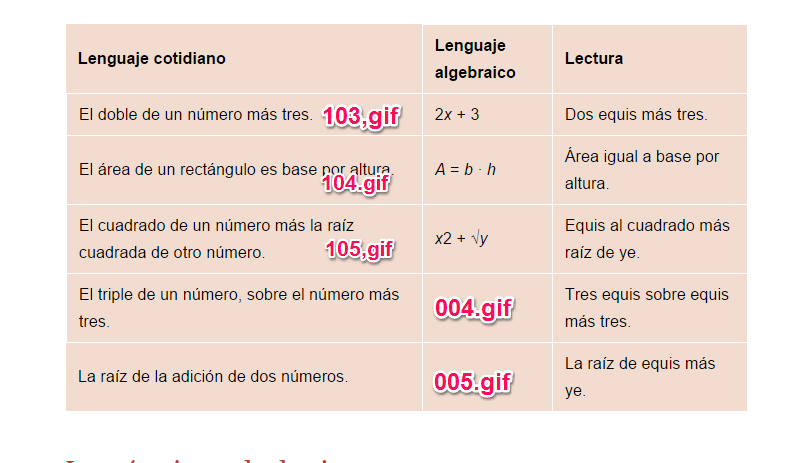 Lenguaje cotidiano
Lenguaje
algebraico
Lectura
El doble de un número más tres.
103,gif
2x + 3
Dos equis más tres.
El área de un rectángulo es base por altura.
104.gif
A = b · h
Área igual a base por
altura.
El cuadrado de un número más la raíz
cuadrada de otro número.
105,gif
x2 + √y
Equis al cuadrado más
raíz de ye.
El triple de un número, sobre el número más
tres.
004.gif
Tres equis sobre equis
más tres.
La raíz de la adición de dos números.
005.gif
La raíz de equis más
ye.